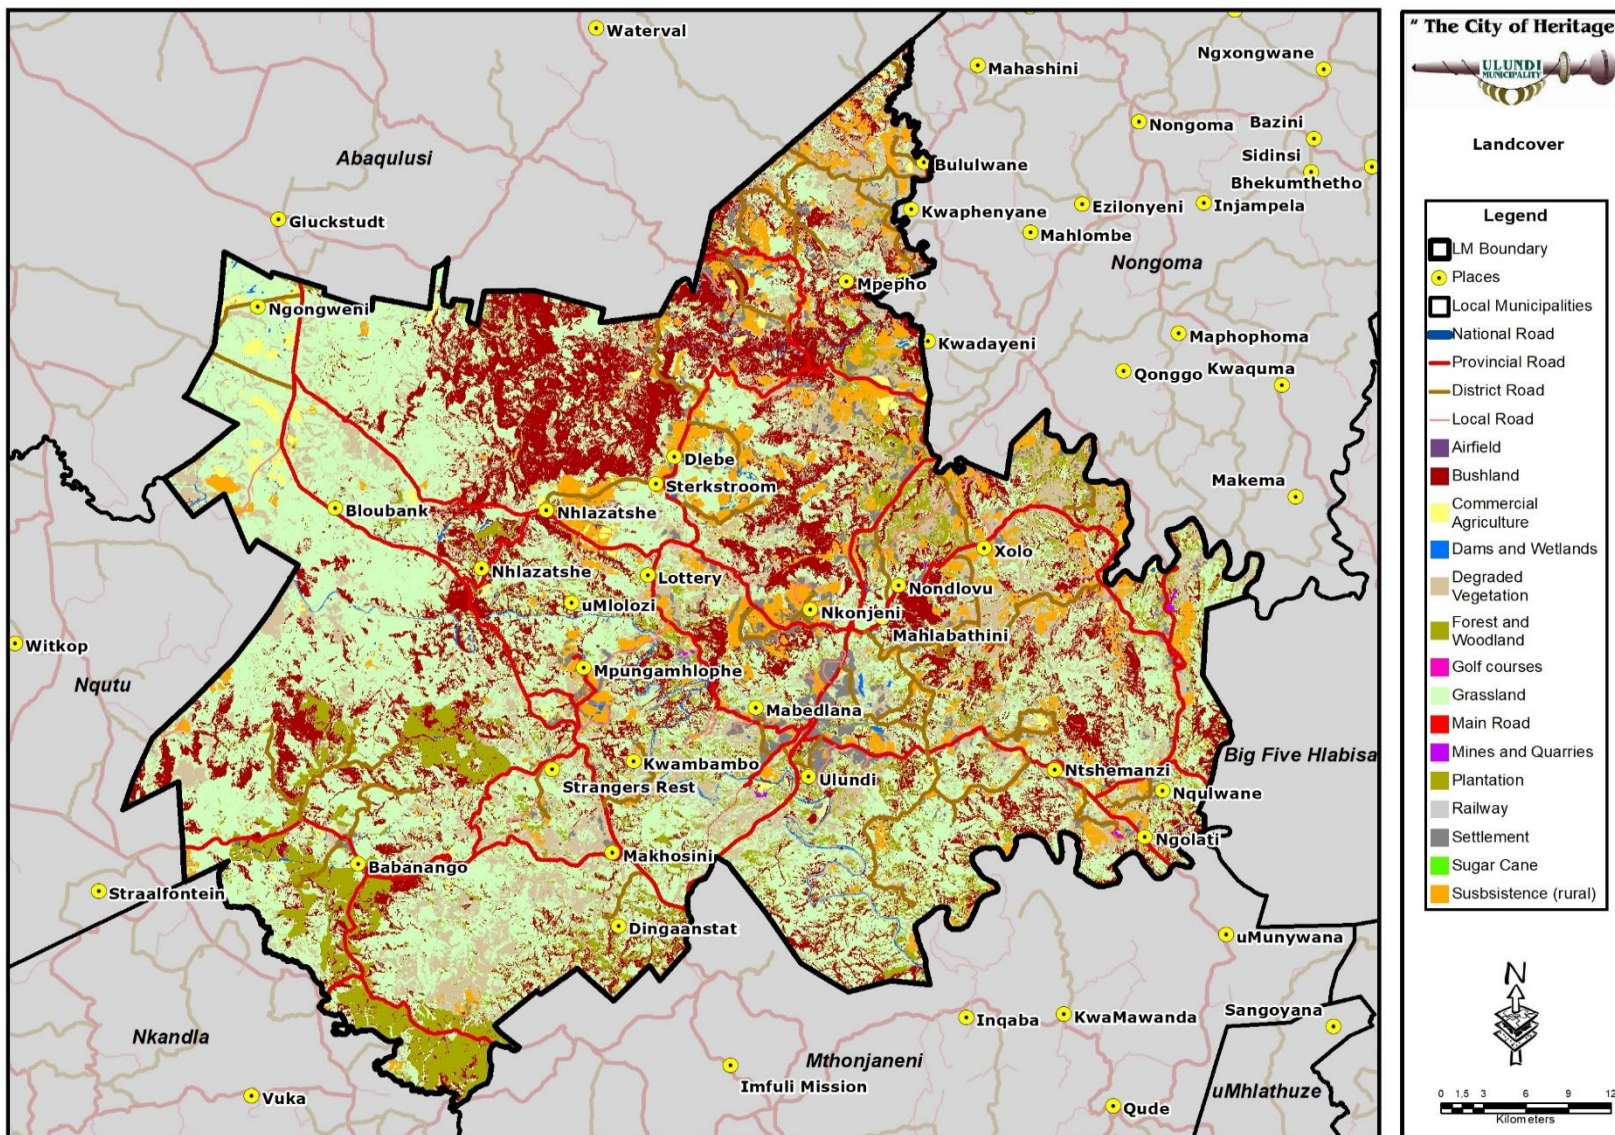 Waterval
Mahashini
Ngxongwane
Nongoma
Bazini
Sidinsi
Bhekumthetho
Abaqulusi
Bululwane
Gluckstudt
Kwaphenyane
Ezilonyeni
Injampela
Mahlombe
Nongoma
Mpepho
Ngongweni
Kwadayeni
Maphophoma
Qonggo
Kwaquma
Dlebe
Sterkstroom
Makema
Bloubank
Nhlazatshe
Xolo
Nhlazatshe
Lottery
Nondlovu
uMlolozi
Nkonjeni
Mahlabathini
Witkop
Mpungamhlophe
Nqutu
Mabedlana
Big Five Hlabisa
Kwambambo
Strangers Rest
Ulundi
Ntshemanzi
Nqulwane
Ngolati
Makhosini
Babanango
Straalfontein
Dingaanstat
uMunywana
Inqaba
KwaMawanda
Sangoyana
Nkandla
Mthonjaneni
Imfuli Mission
uMhlathuze
Vuka
Qude
" The City of Heritage
ULUNDI
MUNICIPALITY
Landcover
Legend
LM Boundary
Places
Local Municipalities
National Road
Provincial Road
District Road
Local Road
Airfield
Bushland
Commercial
Agriculture
Dams and Wetlands
Degraded
Vegetation
Forest and
Woodland
Golf courses
Grassland
Main Road
Mines and Quarries
Plantation
Railway
Settlement
Sugar Cane
Susbsistence (rural)
N
0 1,5 3 6 9 12
Kilometers